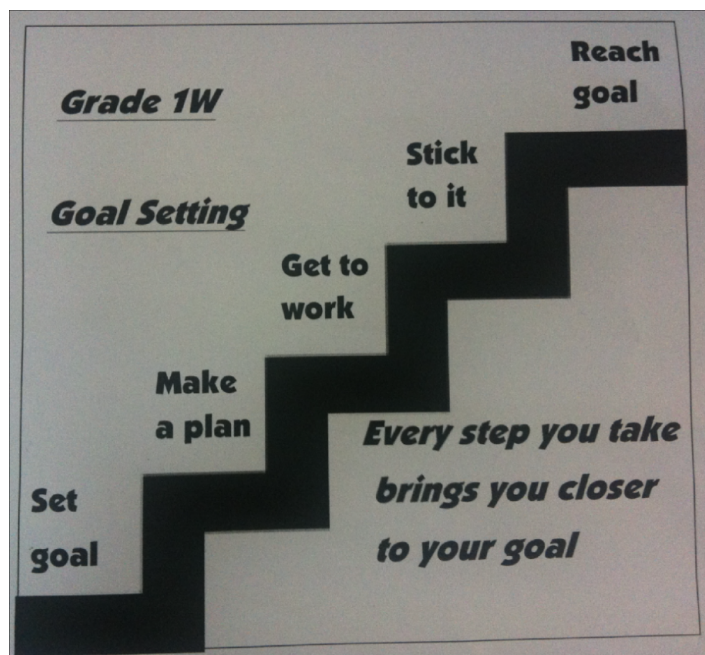 Grade 1W
Goal Setting
Reach
goal
Stick
to it
Get to
work
Make
a plan
Set
goal
Every step you take
brings you closer
to your goal